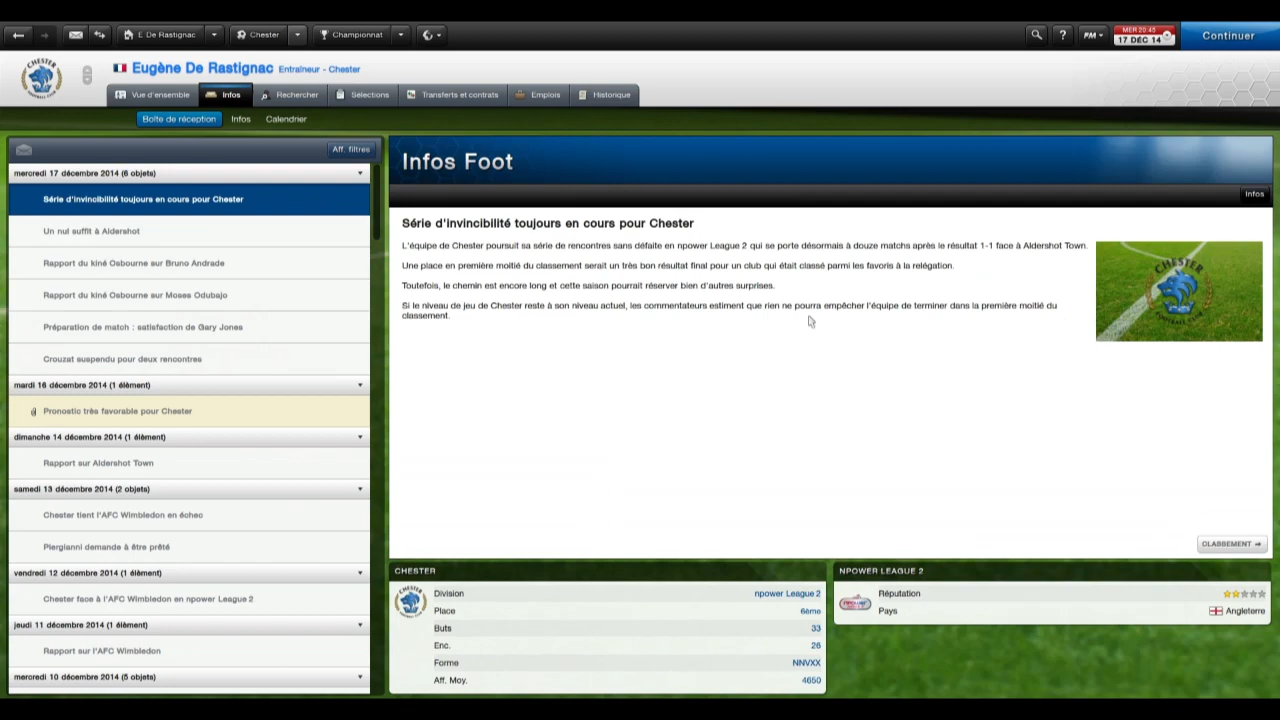 E. De Rastignac
Chester
Championnat
?
FM
MER 20:45
17 DÉC 14
Continuer
CHESTER
FOOTBALL CLUB
Eugène De Rastignac Entraîneur - Chester
Vue d'ensemble
Infos
Rechercher
Sélections
Transferts et contrats
Emplois
Historique
Boîte de réception
Infos
Calendrier
Aff. filtres
mercredi 17 décembre 2014 (6 objets)
Série d'invincibilité toujours en cours pour Chester
Un nul suffit à Aldershot
Rapport du kiné Osbourne sur Bruno Andrade
Rapport du kiné Osbourne sur Moses Odubajo
Préparation de match : satisfaction de Gary Jones
Crouzat suspendu pour deux rencontres
mardi 16 décembre 2014 (1 élément)
Pronostic très favorable pour Chester
dimanche 14 décembre 2014 (1 élément)
Rapport sur Aldershot Town
samedi 13 décembre 2014 (2 objets)
Chester tient l'AFC Wimbledon en échec
Piergianni demande à être prêté
vendredi 12 décembre 2014 (1 élément)
Chester face à l'AFC Wimbledon en npower League 2
jeudi 11 décembre 2014 (1 élément)
Rapport sur l'AFC Wimbledon
mercredi 10 décembre 2014 (5 objets)
Infos Foot
Infos
Série d'invincibilité toujours en cours pour Chester
L'équipe de Chester poursuit sa série de rencontres sans défaite en npower League 2 qui se porte désormais à douze matchs après le résultat 1-1 face à Aldershot Town.
Une place en première moitié du classement serait un très bon résultat final pour un club qui était classé parmi les favoris à la relégation.
Toutefois, le chemin est encore long et cette saison pourrait réserver bien d'autres surprises.
Si le niveau de jeu de Chester reste à son niveau actuel, les commentateurs estiment que rien ne pourra empêcher l'équipe de terminer dans la première moitié du
classement.
CHESTER
FOOTBALL CLUB
CLASSEMENT
CHESTER
CHESTER
Division npower League 2
Place 6ème
Buts 33
Enc. 26
Forme NNVXX
Aff. Moy. 4650
NPOWER LEAGUE 2
npower
Réputation
Pays Angleterre